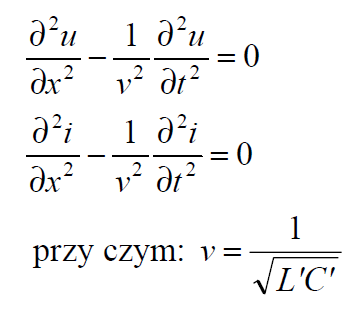 ∂²u/∂x² − 1/v² ∂²u/∂t² = 0
∂²i/∂x² − 1/v² ∂²i/∂t² = 0
przy czym: v = 1/√(L'C')